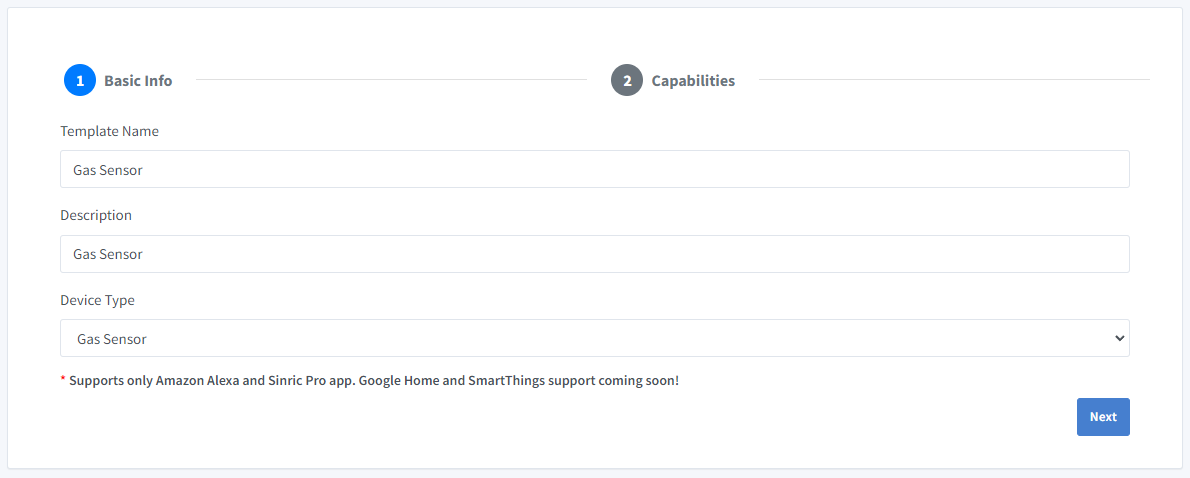 1 Basic Info
2 Capabilities
Template Name
Gas Sensor
Description
Gas Sensor
Device Type
Gas Sensor
* Supports only Amazon Alexa and Sinric Pro app. Google Home and SmartThings support coming soon!
Next